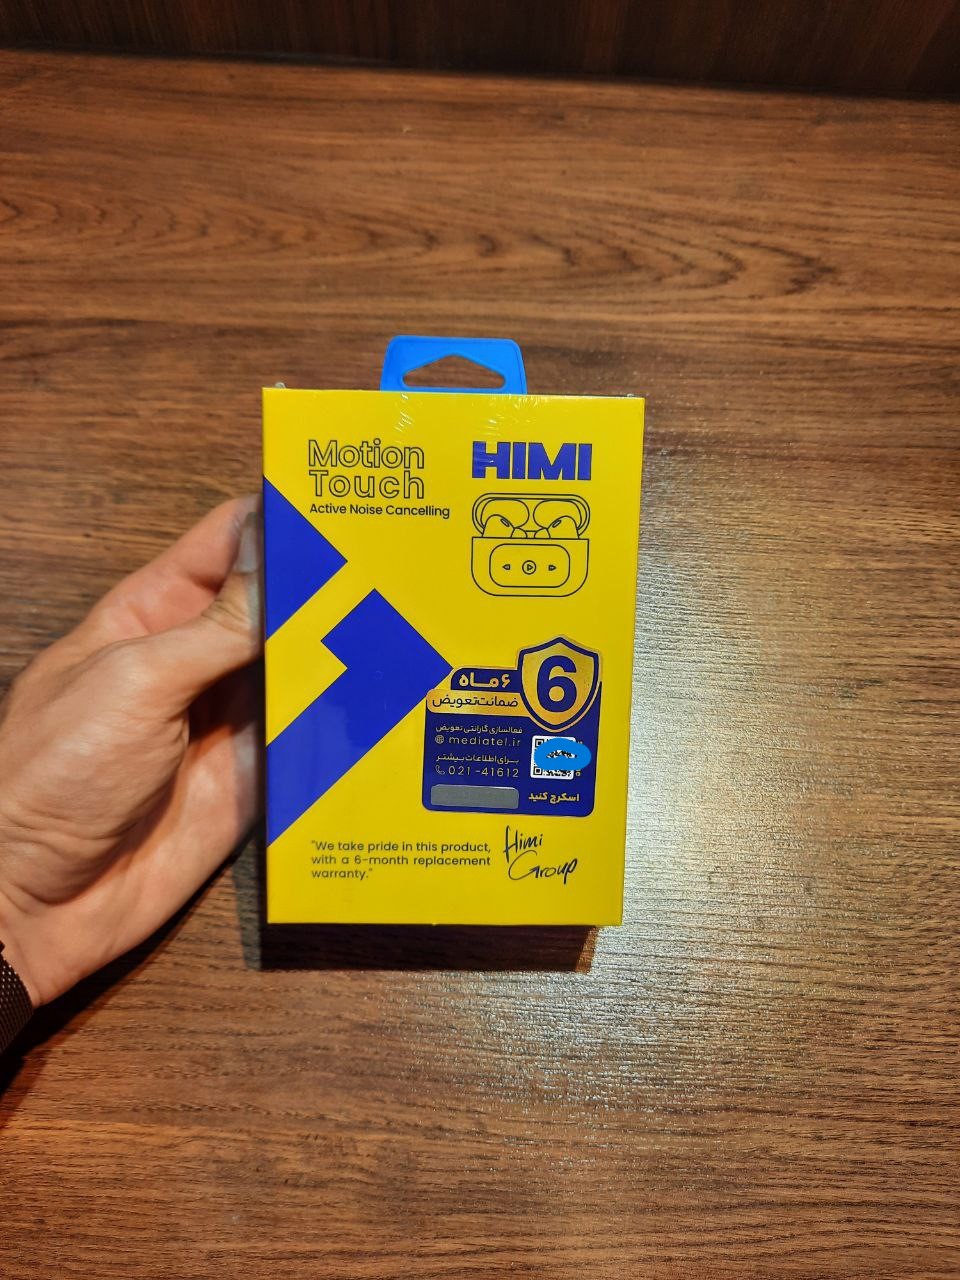 Motion
Touch
Active Noise Cancelling
HIMI
6
۶ ماه
ضمانت تعویض
فعالسازی گارانتی تعویض
mediatel.ir
برای اطلاعات بیشتر
021-41612
اسکرچ کنید
"We take pride in this product,
with a 6-month replacement
warranty."
Himi
Group